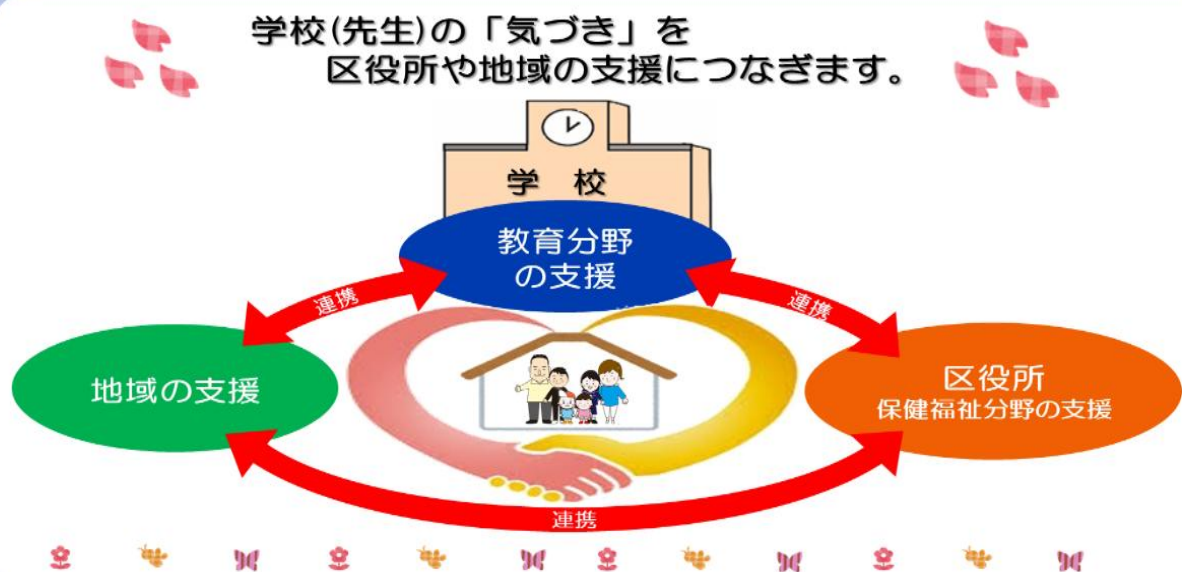 学校(先生)の「気づき」を
区役所や地域の支援につなぎます。
学 校
教育分野
の支援
連携
連携
地域の支援
区役所
保健福祉分野の支援
連携